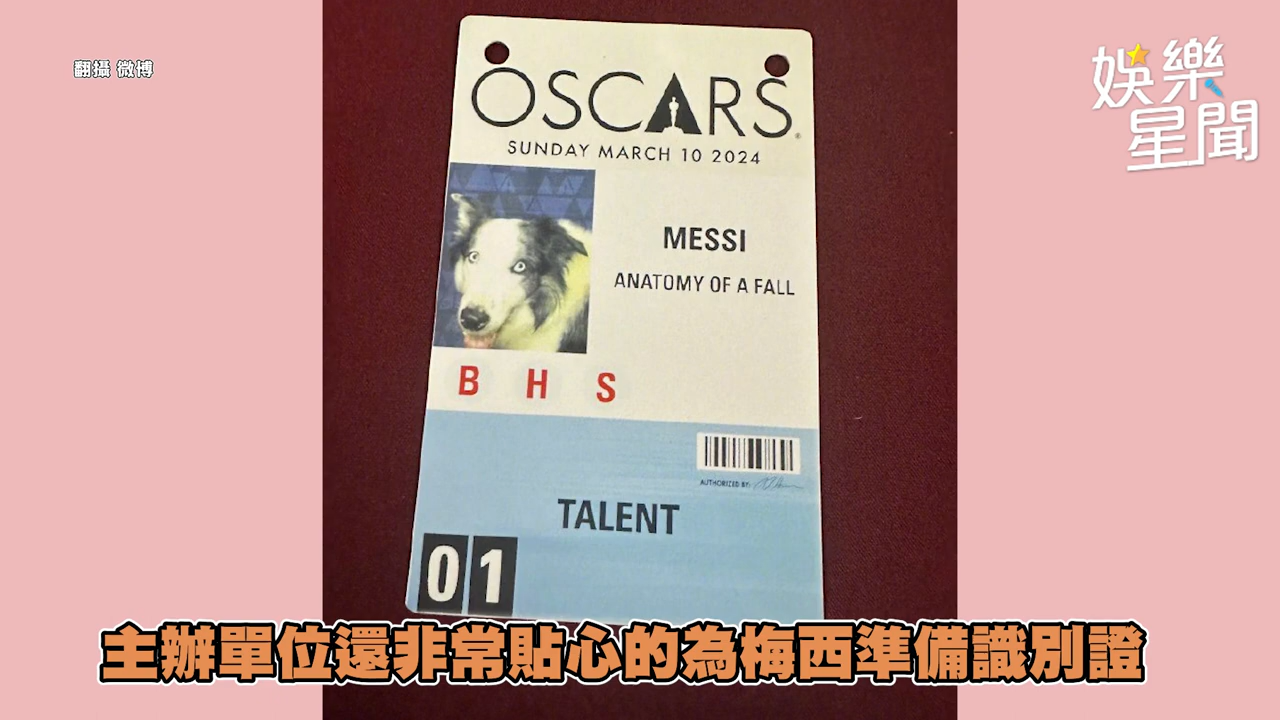 翻攝 微博
娛樂
星聞
OSCARS®
SUNDAY MARCH 10 2024
MESSI
ANATOMY OF A FALL
B H S
AUTHORIZED BY:
TALENT
01
主辦單位還非常貼心的為梅西準備識別證